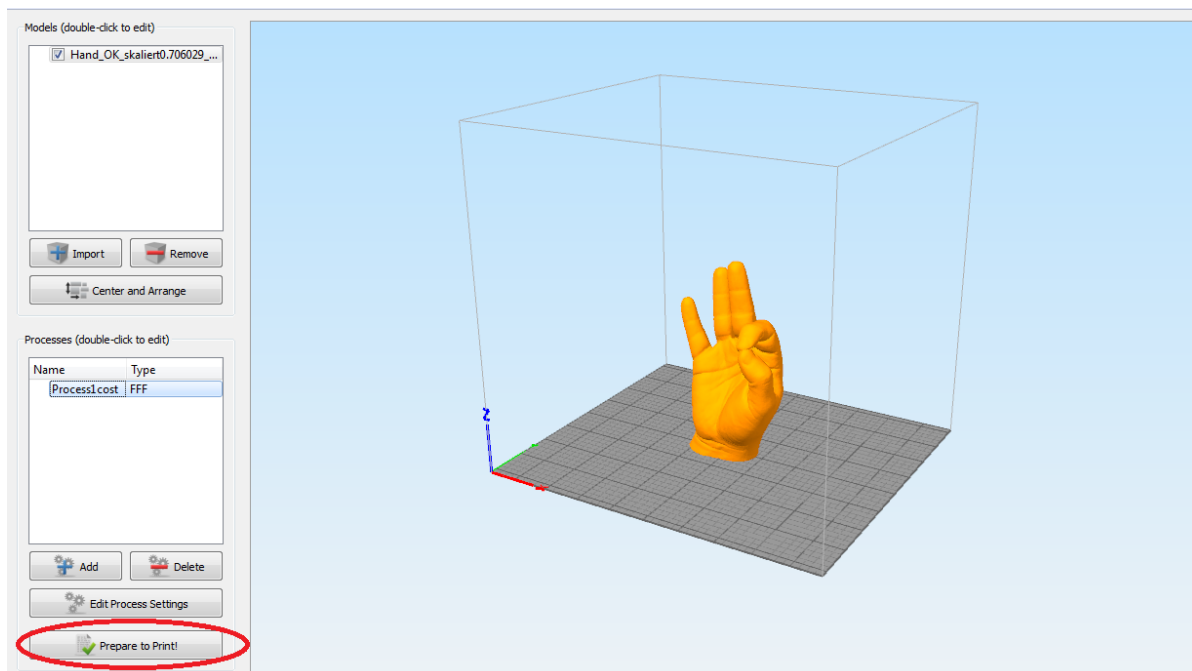 Models (double-click to edit)
Hand_OK_skaliert0.706029_...
Import Remove
Center and Arrange
Processes (double-click to edit)
Name Type
Process1cost FFF
Add Delete
Edit Process Settings
Prepare to Print!
Z